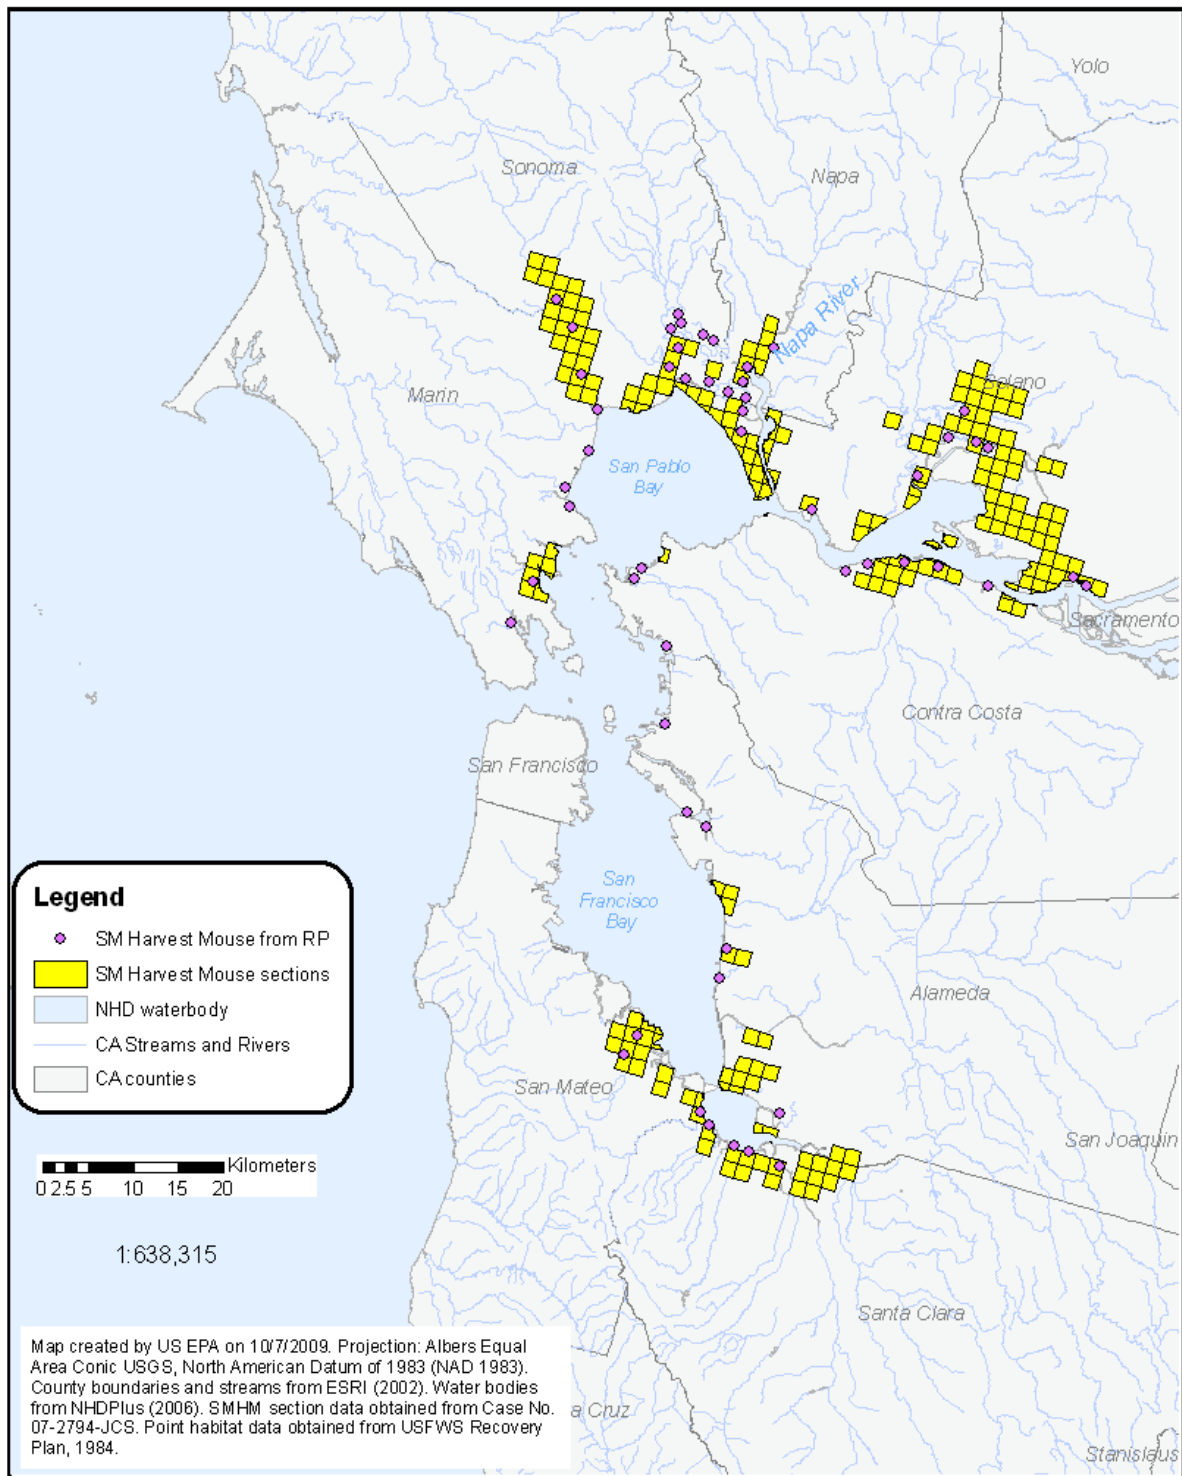 Yolo
Sonoma
Napa
Napa River
Solano
Marin
San Pablo
Bay
Sacramento
Contra Costa
San Francisco
San
Francisco
Bay
Legend
SM Harvest Mouse from RP
SM Harvest Mouse sections
NHD waterbody
CA Streams and Rivers
CA counties
Alameda
San Mateo
San Joaquin
Kilometers
0 2.5 5 10 15 20
1:638,315
Santa Clara
Map created by US EPA on 10/7/2009. Projection: Albers Equal
Area Conic USGS, North American Datum of 1983 (NAD 1983).
County boundaries and streams from ESRI (2002). Water bodies
from NHDPlus (2006). SMHM section data obtained from Case No.
07-2794-JCS. Point habitat data obtained from USFWS Recovery
Plan, 1984.
a Cruz
Stanislaus